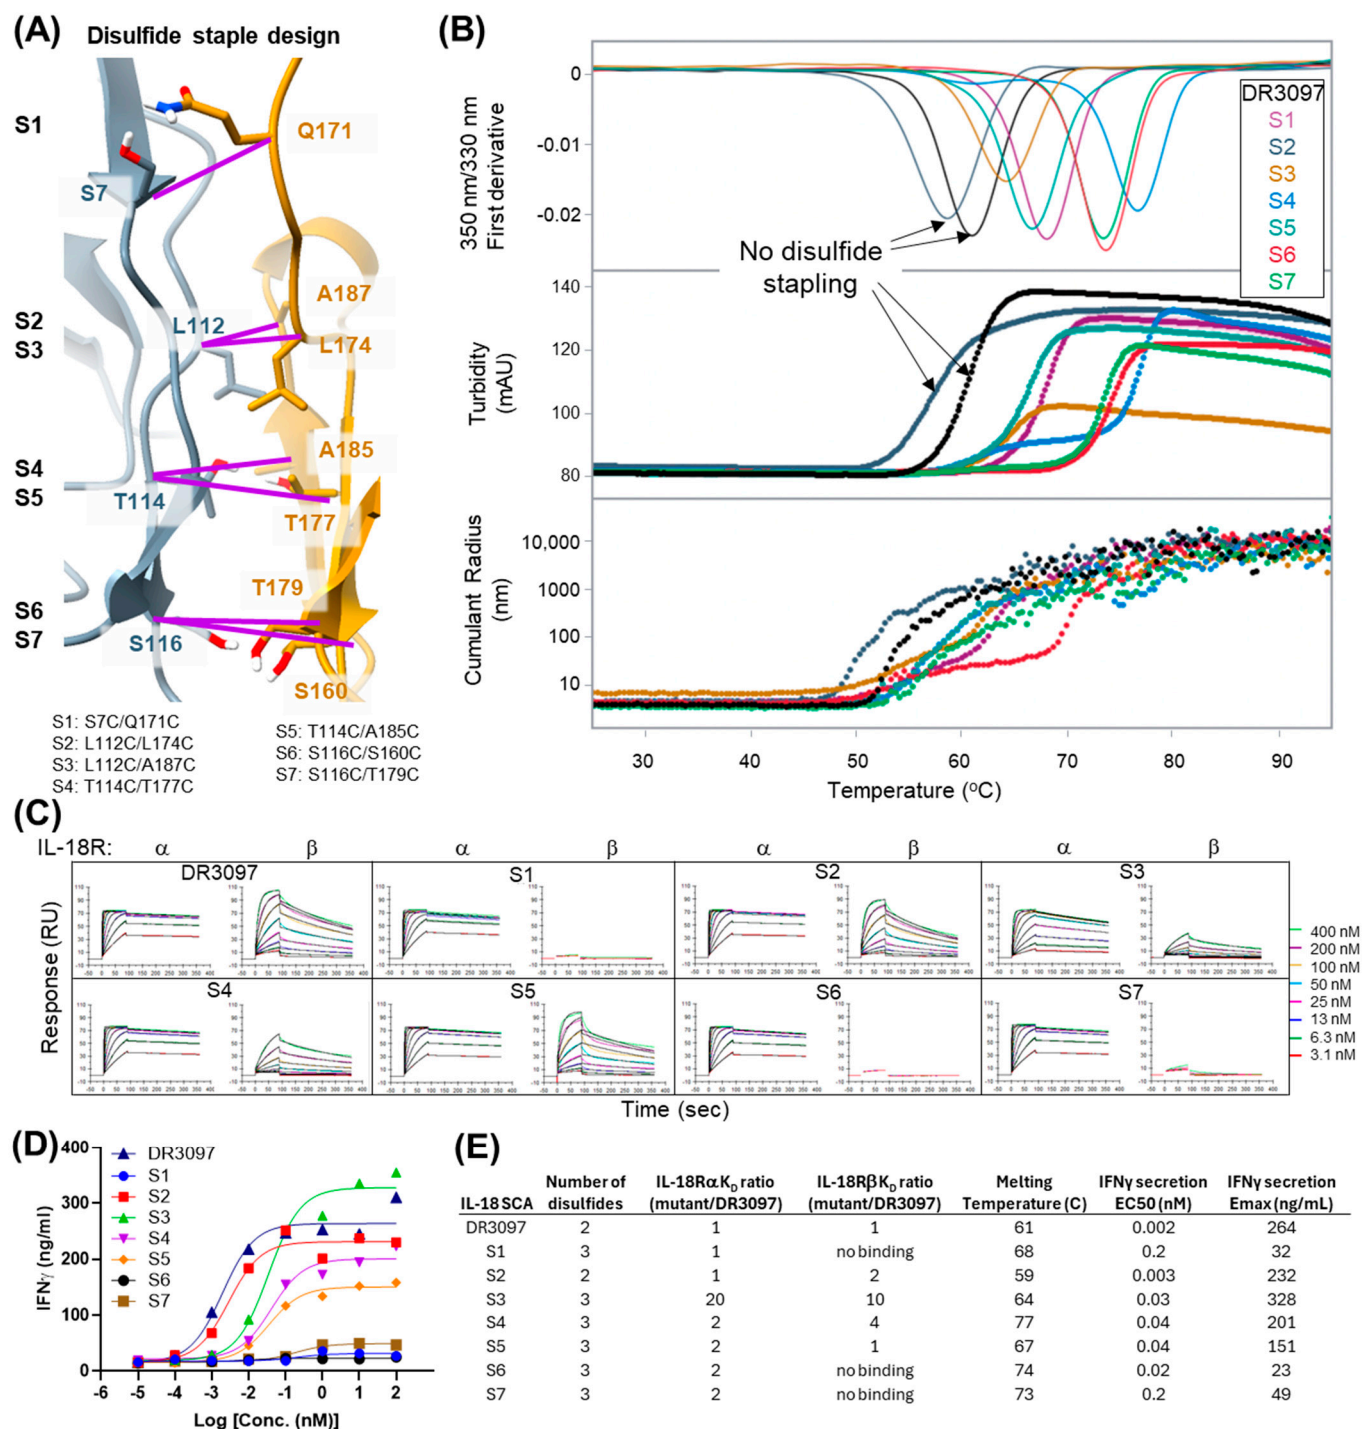 (A)
Disulfide staple design
S1
Q171
S7
A187
S2
L112
S3
L174
A185
S4
S5
T114
T177
T179
S6
S7
S116
S160
S1: S7C/Q171C
S2: L112C/L174C
S3: L112C/A187C
S4: T114C/T177C
S5: T114C/A185C
S6: S116C/S160C
S7: S116C/T179C
(B)
350 nm/330 nm
First derivative
0
-0.01
-0.02
DR3097
S1
S2
S3
S4
S5
S6
S7
No disulfide
stapling
Turbidity
(mAU)
140
120
100
80
Cumulant Radius
(nm)
10,000
1000
100
10
30 40 50 60 70 80 90
Temperature (°C)
(C)
IL-18R: α β α β α β α β
DR3097 S1 S2 S3
S4 S5 S6 S7
Response (RU)
Time (sec)
400 nM
200 nM
100 nM
50 nM
25 nM
13 nM
6.3 nM
3.1 nM
(D)
IFNγ (ng/ml)
400
300
200
100
0
DR3097
S1
S2
S3
S4
S5
S6
S7
-6 -5 -4 -3 -2 -1 0 1 2
Log [Conc. (nM)]
(E)
IL-18 SCA Number of disfulfides IL-18Rα KD ratio (mutant/DR3097) IL-18Rβ KD ratio (mutant/DR3097) Melting Temperature (C) IFNγ secretion EC50 (nM) IFNγ secretion Emax (ng/mL)
DR3097 2 1 1 61 0.002 264
S1 3 1 no binding 68 0.2 32
S2 2 1 2 59 0.003 232
S3 3 20 10 64 0.03 328
S4 3 2 4 77 0.04 201
S5 3 2 1 67 0.04 151
S6 3 2 no binding 74 0.02 23
S7 3 2 no binding 73 0.2 49